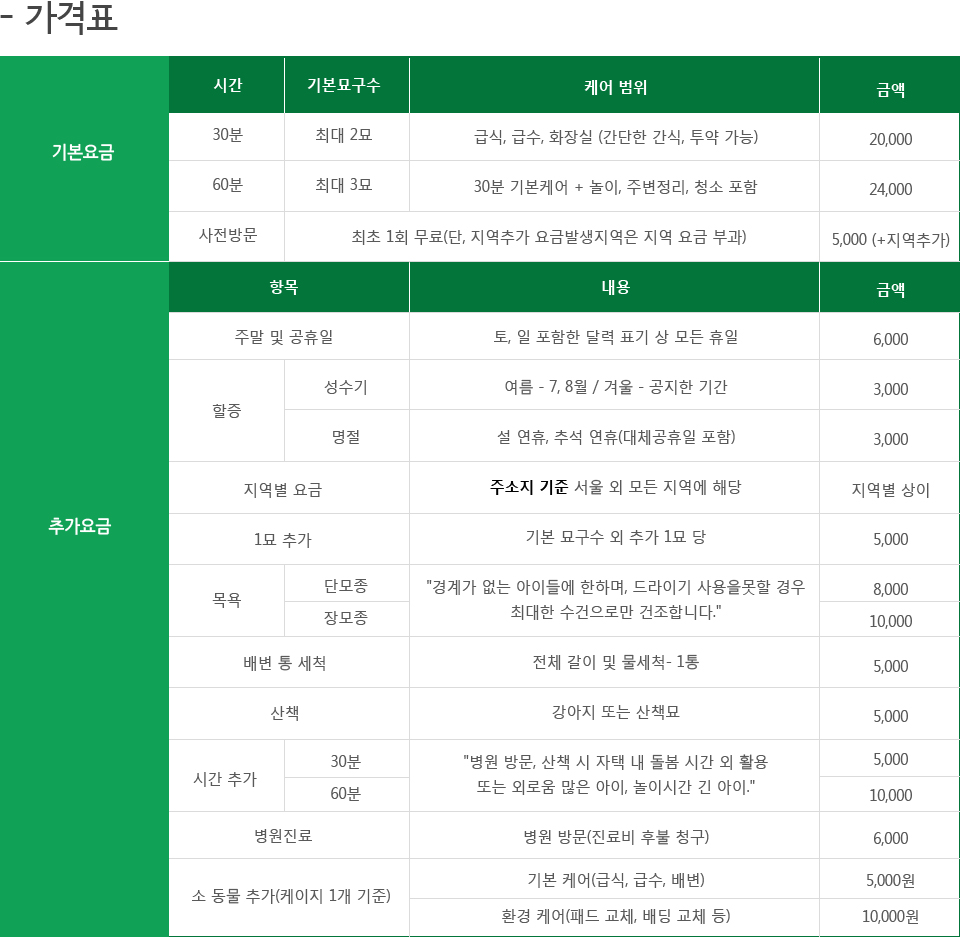 - 가격표
시간 기본묘구수 케어 범위 금액
기본요금
30분 최대 2묘 급식, 급수, 화장실 (간단한 간식, 투약 가능) 20,000
60분 최대 3묘 30분 기본케어 + 놀이, 주변정리, 청소 포함 24,000
사전방문 최초 1회 무료(단, 지역추가 요금발생지역은 지역 요금 부과) 5,000 (+지역추가)
항목 내용 금액
추가요금
주말 및 공휴일 토, 일 포함한 달력 표기 상 모든 휴일 6,000
할증
성수기 여름 - 7, 8월 / 겨울 - 공지한 기간 3,000
명절 설 연휴, 추석 연휴(대체공휴일 포함) 3,000
지역별 요금 주소지 기준 서울 외 모든 지역에 해당 지역별 상이
1묘 추가 기본 묘구수 외 추가 1묘 당 5,000
목욕
단모종 "경계가 없는 아이들에 한하며, 드라이기 사용을못할 경우 8,000
장모종 최대한 수건으로만 건조합니다." 10,000
배변 통 세척 전체 갈이 및 물세척- 1통 5,000
산책 강아지 또는 산책묘 5,000
시간 추가
30분 "병원 방문, 산책 시 자택 내 돌봄 시간 외 활용 5,000
60분 또는 외로움 많은 아이, 놀이시간 긴 아이." 10,000
병원진료 병원 방문(진료비 후불 청구) 6,000
소 동물 추가(케이지 1개 기준)
기본 케어(급식, 급수, 배변) 5,000원
환경 케어(패드 교체, 배딩 교체 등) 10,000원